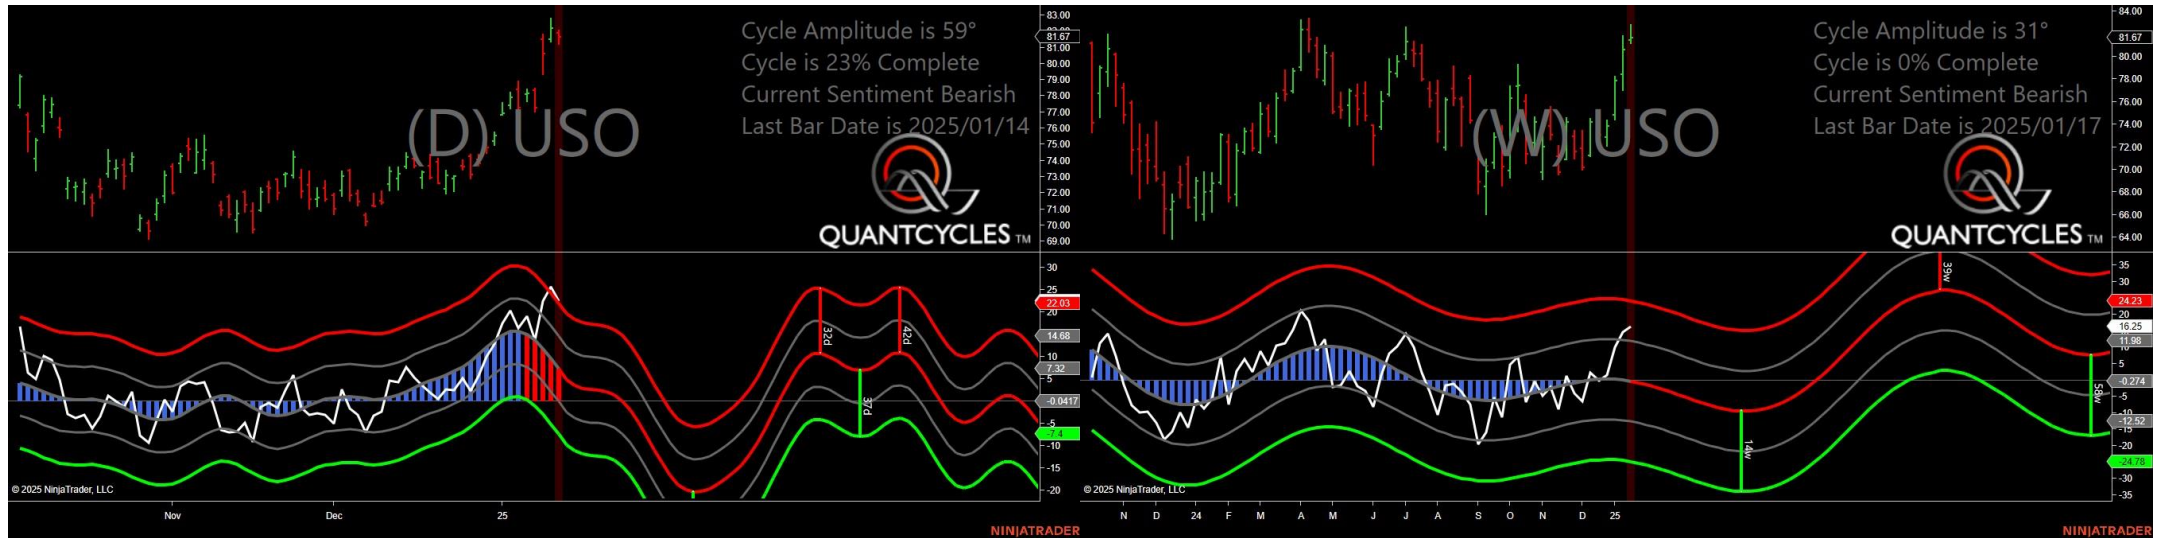 Cycle Amplitude is 59°
Cycle is 23% Complete
Current Sentiment Bearish
Last Bar Date is 2025/01/14
(D) USO
QUANTCYCLES TM
83.00
81.67
81.00
80.00
79.00
78.00
77.00
76.00
75.00
74.00
73.00
72.00
71.00
70.00
69.00
30
25
22.03
20
14.68
10
7.32
5
-0.0417
-5
-7.4
-10
-15
-20
32d
42d
37d
© 2025 NinjaTrader, LLC
Nov Dec 25
NINJATRADER
Cycle Amplitude is 31°
Cycle is 0% Complete
Current Sentiment Bearish
Last Bar Date is 2025/01/17
(W) USO
QUANTCYCLES TM
84.00
81.67
80.00
78.00
76.00
74.00
72.00
70.00
68.00
66.00
64.00
35
30
24.23
20
16.25
11.98
5
-0.274
-5
-10
-12.52
-15
-20
-24.78
-30
-35
39w
14w
58w
© 2025 NinjaTrader, LLC
N D 24 F M A M J J A S O N D 25
NINJATRADER